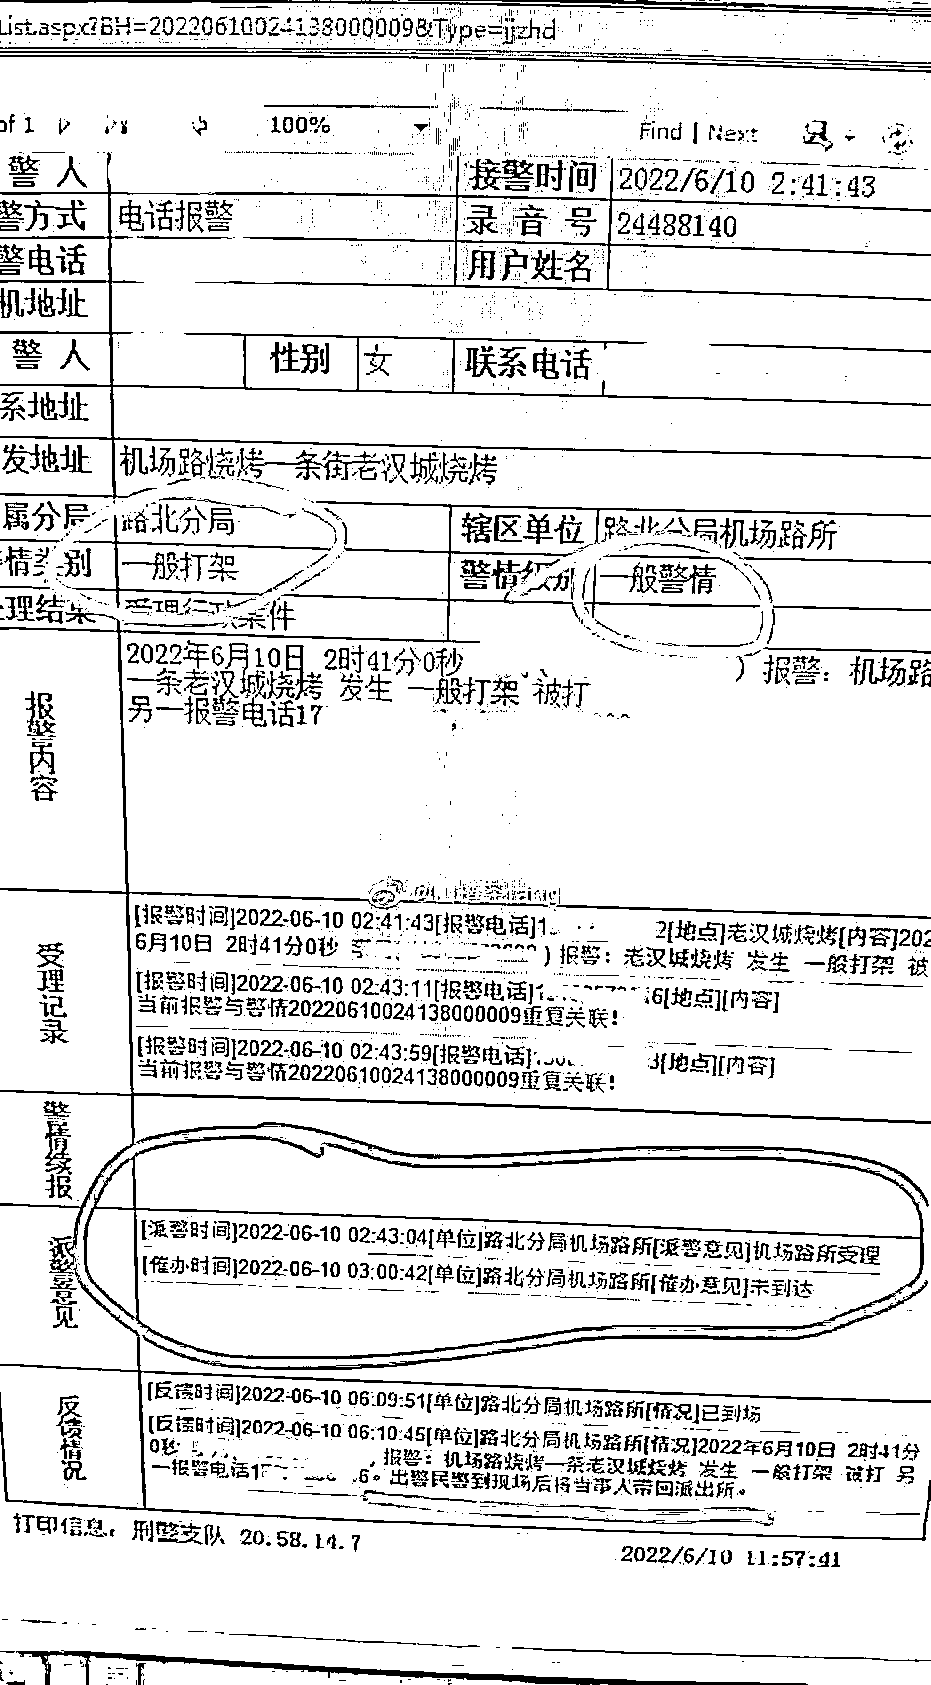 List.aspx?BH=20220610024138000009&Type=jjzhd
of 1 100% Find | Next
警 人 接警时间 2022/6/10 2:41:43
警方式 电话报警 录 音 号 24488140
警电话 用户姓名
机地址
警 人 性别 女 联系电话
系地址
发地址 机场路烧烤一条街老汉城烧烤
属分局 路北分局 辖区单位 路北分局机场路所
情类别 一般打架 警情级别 一般警情
理结果 受理行政案件
报警内容
2022年6月10日 2时41分0秒 ) 报警: 机场路
一条老汉城烧烤 发生 一般打架 被打
另一报警电话17
受理记录
[报警时间]2022-06-10 02:41:43[报警电话]1 2[地点]老汉城烧烤[内容]202
6月10日 2时41分0秒 ) 报警: 老汉城烧烤 发生 一般打架 被
[报警时间]2022-06-10 02:43:11[报警电话]1 6[地点][内容]
当前报警与警情20220610024138000009重复关联!
[报警时间]2022-06-10 02:43:59[报警电话]1 3[地点][内容]
当前报警与警情20220610024138000009重复关联!
警情续报
派警意见
[派警时间]2022-06-10 02:43:04[单位]路北分局机场路所[派警意见]机场路所受理
[催办时间]2022-06-10 03:00:42[单位]路北分局机场路所[催办意见]未到达
反馈情况
[反馈时间]2022-06-10 06:09:51[单位]路北分局机场路所[情况]已到场
[反馈时间]2022-06-10 06:10:45[单位]路北分局机场路所[情况]2022年6月10日 2时41分
0秒 , 报警: 机场路烧烤一条老汉城烧烤 发生 一般打架 被打 另
一报警电话1 6。出警民警到现场后将当事人带回派出所。
打印信息: 刑警支队 20.58.14.7 2022/6/10 11:57:41